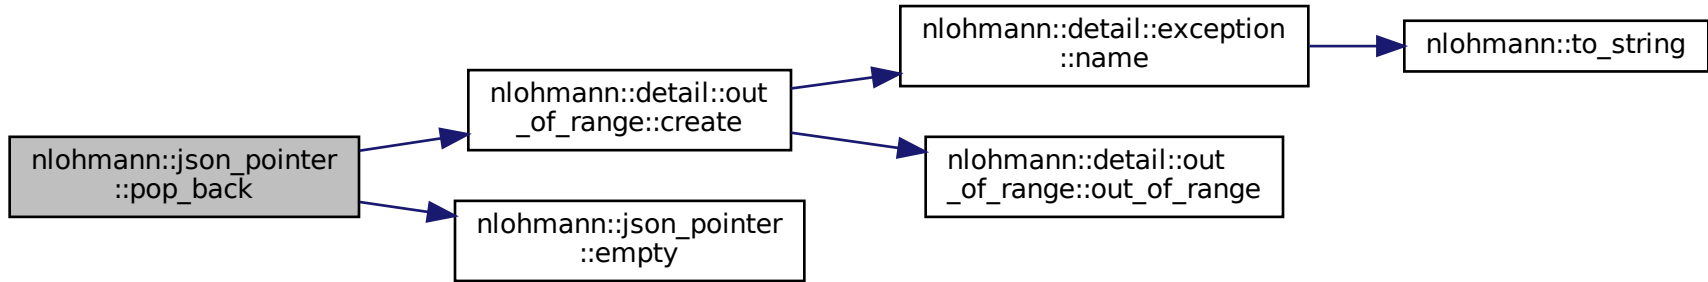 nlohmann::json_pointer
::pop_back
nlohmann::detail::out
_of_range::create
nlohmann::json_pointer
::empty
nlohmann::detail::exception
::name
nlohmann::detail::out
_of_range::out_of_range
nlohmann::to_string